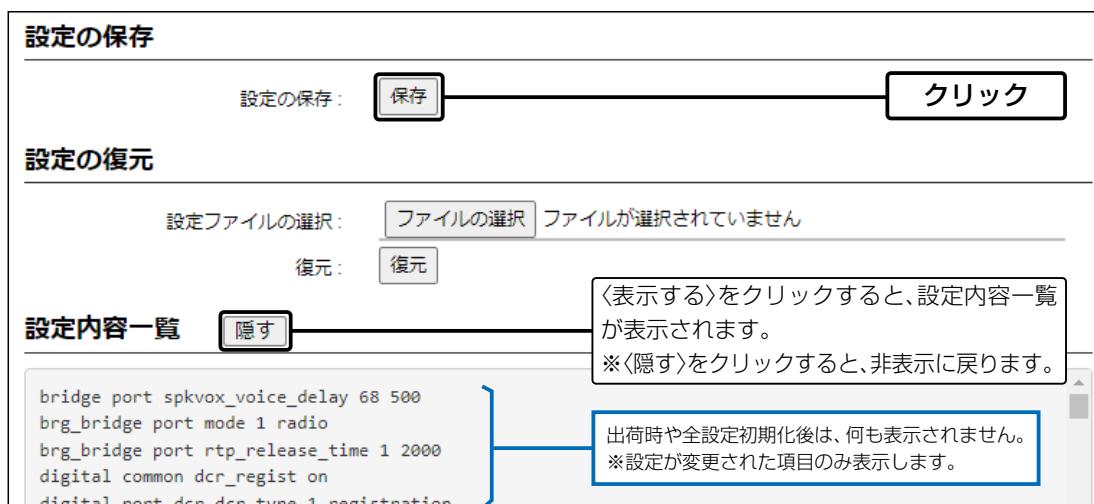 設定の保存
設定の保存 : 保存 クリック
設定の復元
設定ファイルの選択 : ファイルの選択 ファイルが選択されていません
復元 : 復元
設定内容一覧 隠す
〈表示する〉をクリックすると、設定内容一覧
が表示されます。
※〈隠す〉をクリックすると、非表示に戻ります。
bridge port spkvox_voice_delay 68 500
brg_bridge port mode 1 radio
brg_bridge port rtp_release_time 1 2000
digital common dcr_regist on
digital port dcr dcr_type 1 registration
出荷時や全設定初期化後は、何も表示されません。
※設定が変更された項目のみ表示します。